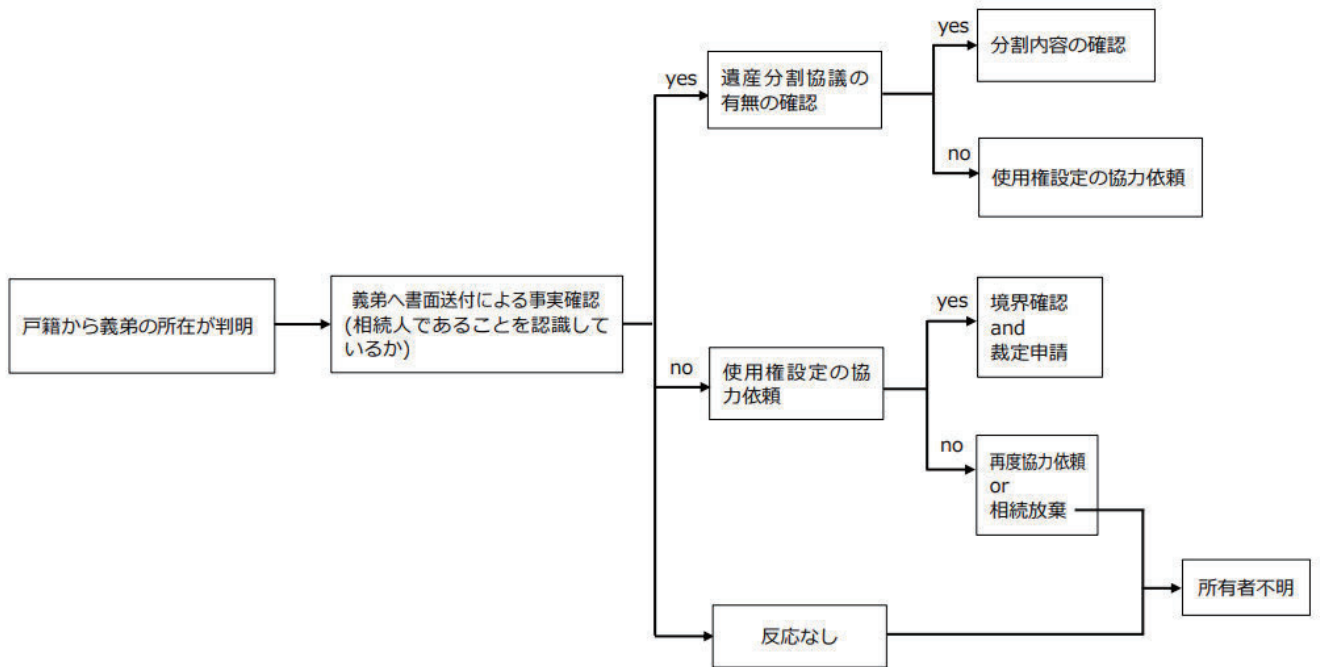 戸籍から義弟の所在が判明
義弟へ書面送付による事実確認
(相続人であることを認識して
いるか)
yes
遺産分割協議の
有無の確認
yes
分割内容の確認
no
使用権設定の協力依頼
no
使用権設定の協
力依頼
yes
境界確認
and
裁定申請
no
再度協力依頼
or
相続放棄
反応なし
所有者不明